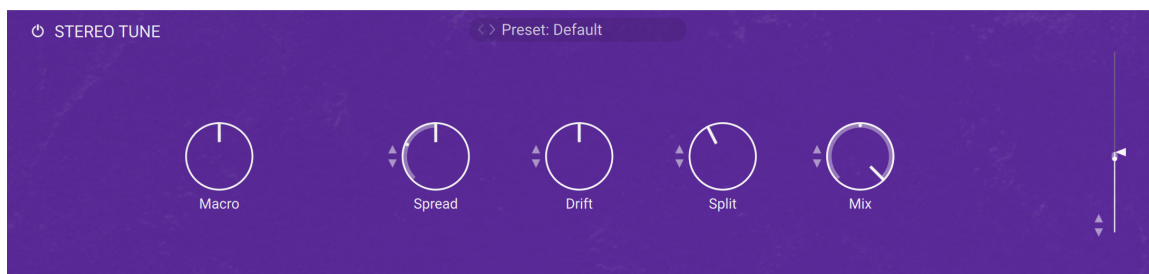 STEREO TUNE
Preset: Default
Macro
Spread
Drift
Split
Mix